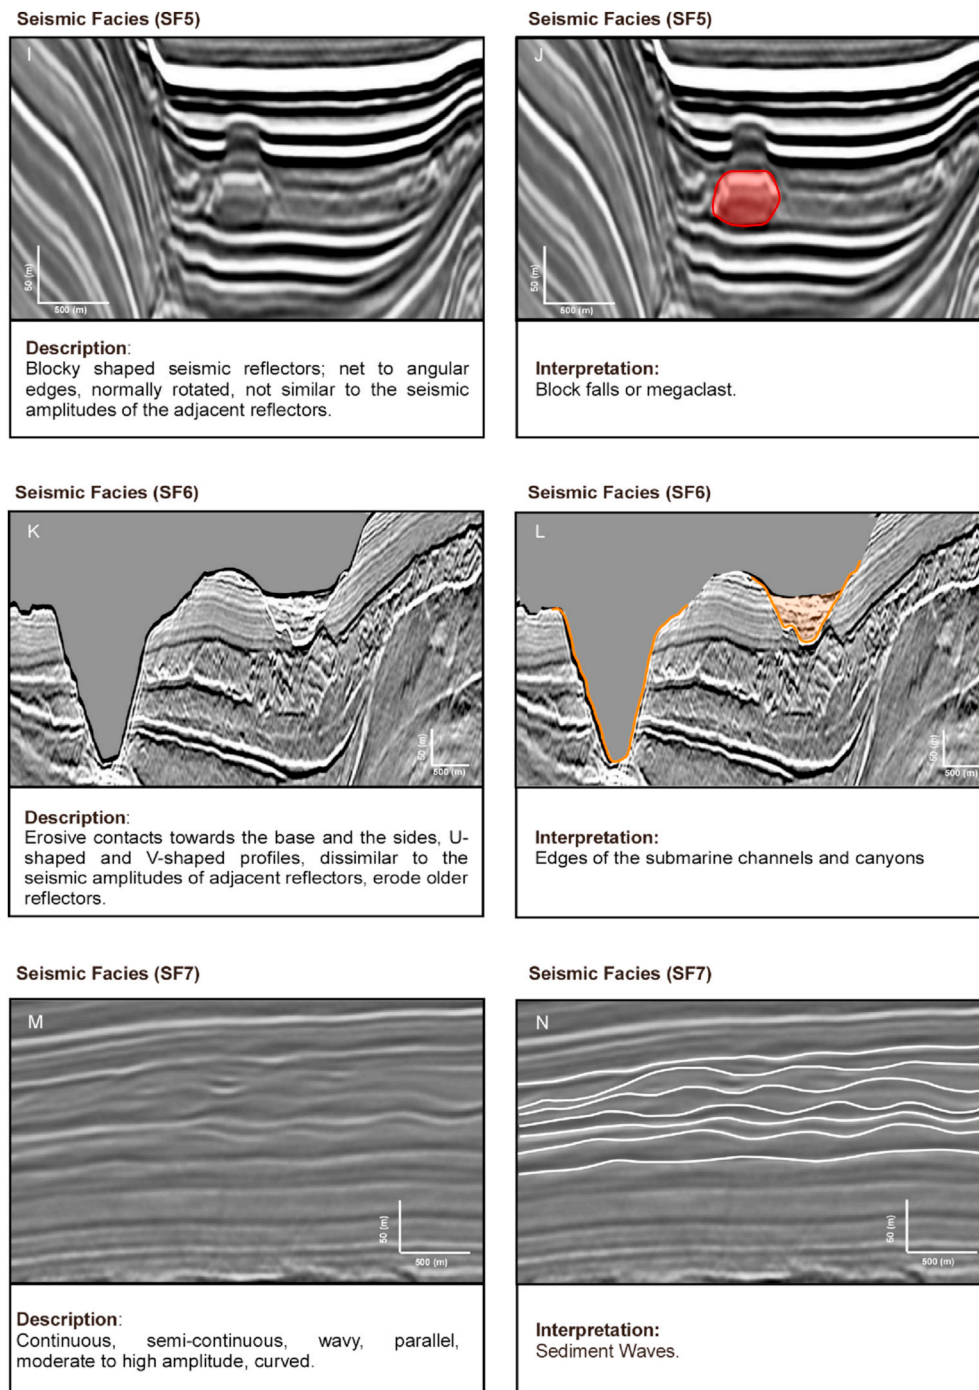 Seismic Facies (SF5)
Seismic Facies (SF5)
I
50 (m)
500 (m)
J
50 (m)
500 (m)
Description:
Blocky shaped seismic reflectors; net to angular
edges, normally rotated, not similar to the seismic
amplitudes of the adjacent reflectors.
Interpretation:
Block falls or megaclast.
Seismic Facies (SF6)
Seismic Facies (SF6)
K
50 (m)
500 (m)
L
50 (m)
500 (m)
Description:
Erosive contacts towards the base and the sides, U-
shaped and V-shaped profiles, dissimilar to the
seismic amplitudes of adjacent reflectors, erode older
reflectors.
Interpretation:
Edges of the submarine channels and canyons
Seismic Facies (SF7)
Seismic Facies (SF7)
M
50 (m)
500 (m)
N
50 (m)
500 (m)
Description:
Continuous, semi-continuous, wavy, parallel,
moderate to high amplitude, curved.
Interpretation:
Sediment Waves.